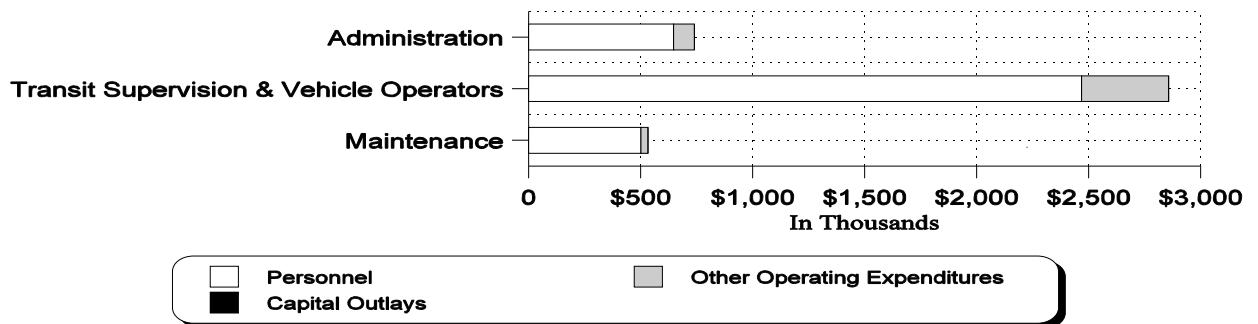 Administration
Transit Supervision & Vehicle Operators
Maintenance
0 $500 $1,000 $1,500 $2,000 $2,500 $3,000
In Thousands
Personnel Other Operating Expenditures
Capital Outlays